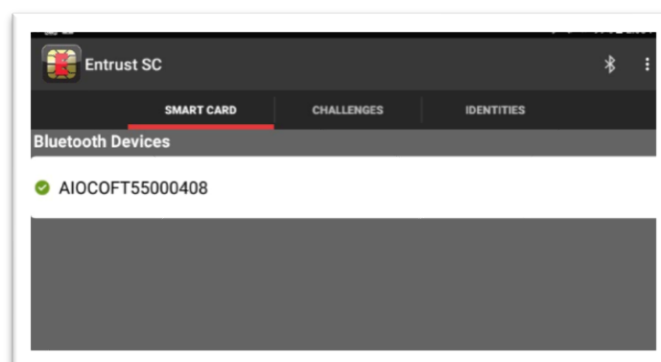 Entrust SC
SMART CARD CHALLENGES IDENTITIES
Bluetooth Devices
AIOCOFT55000408